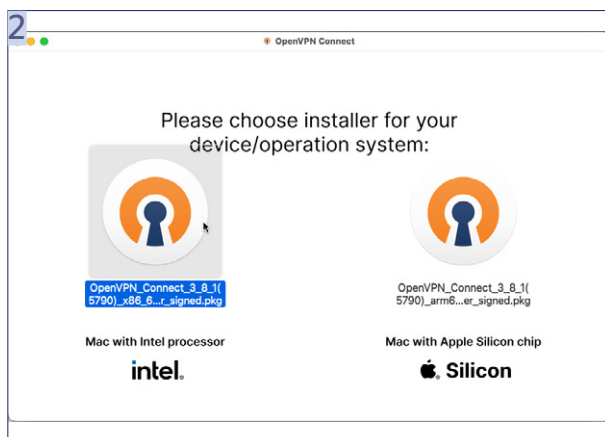 2
OpenVPN Connect
Please choose installer for your
device/operation system:
OpenVPN_Connect_3_8_1(
5790)_x86_6...r_signed.pkg
OpenVPN_Connect_3_8_1(
5790)_arm6...er_signed.pkg
Mac with Intel processor
Mac with Apple Silicon chip
intel.
Silicon